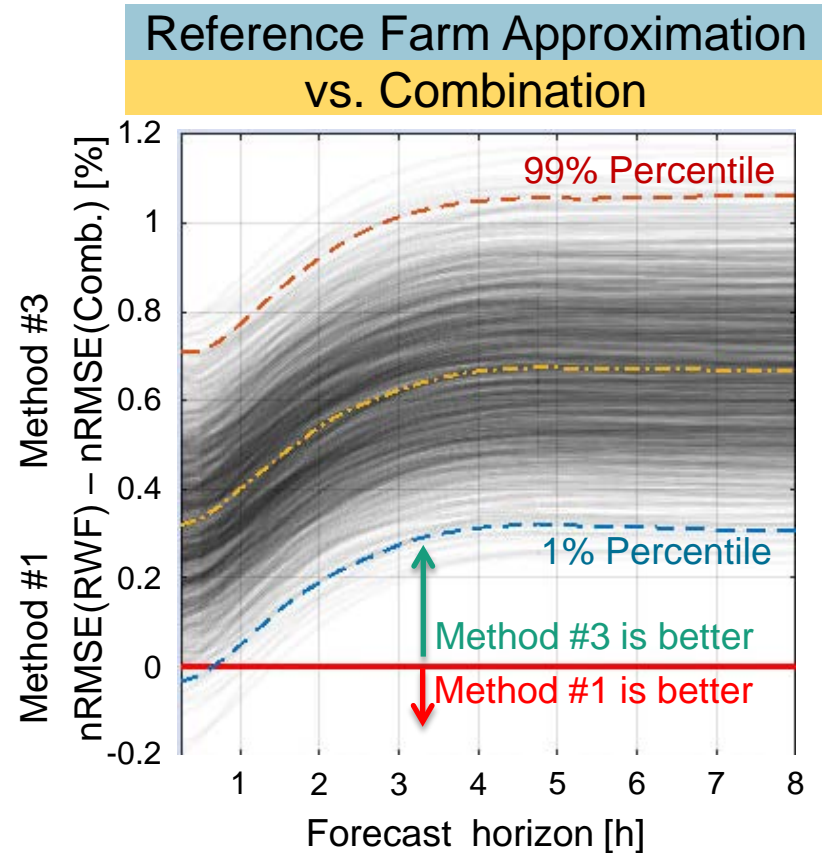 Reference Farm Approximation
vs. Combination
Method #1 Method #3
nRMSE(RWF) – nRMSE(Comb.) [%]
1.2
1
0.8
0.6
0.4
0.2
0
-0.2
99% Percentile
1% Percentile
Method #3 is better
Method #1 is better
1 2 3 4 5 6 7 8
Forecast horizon [h]